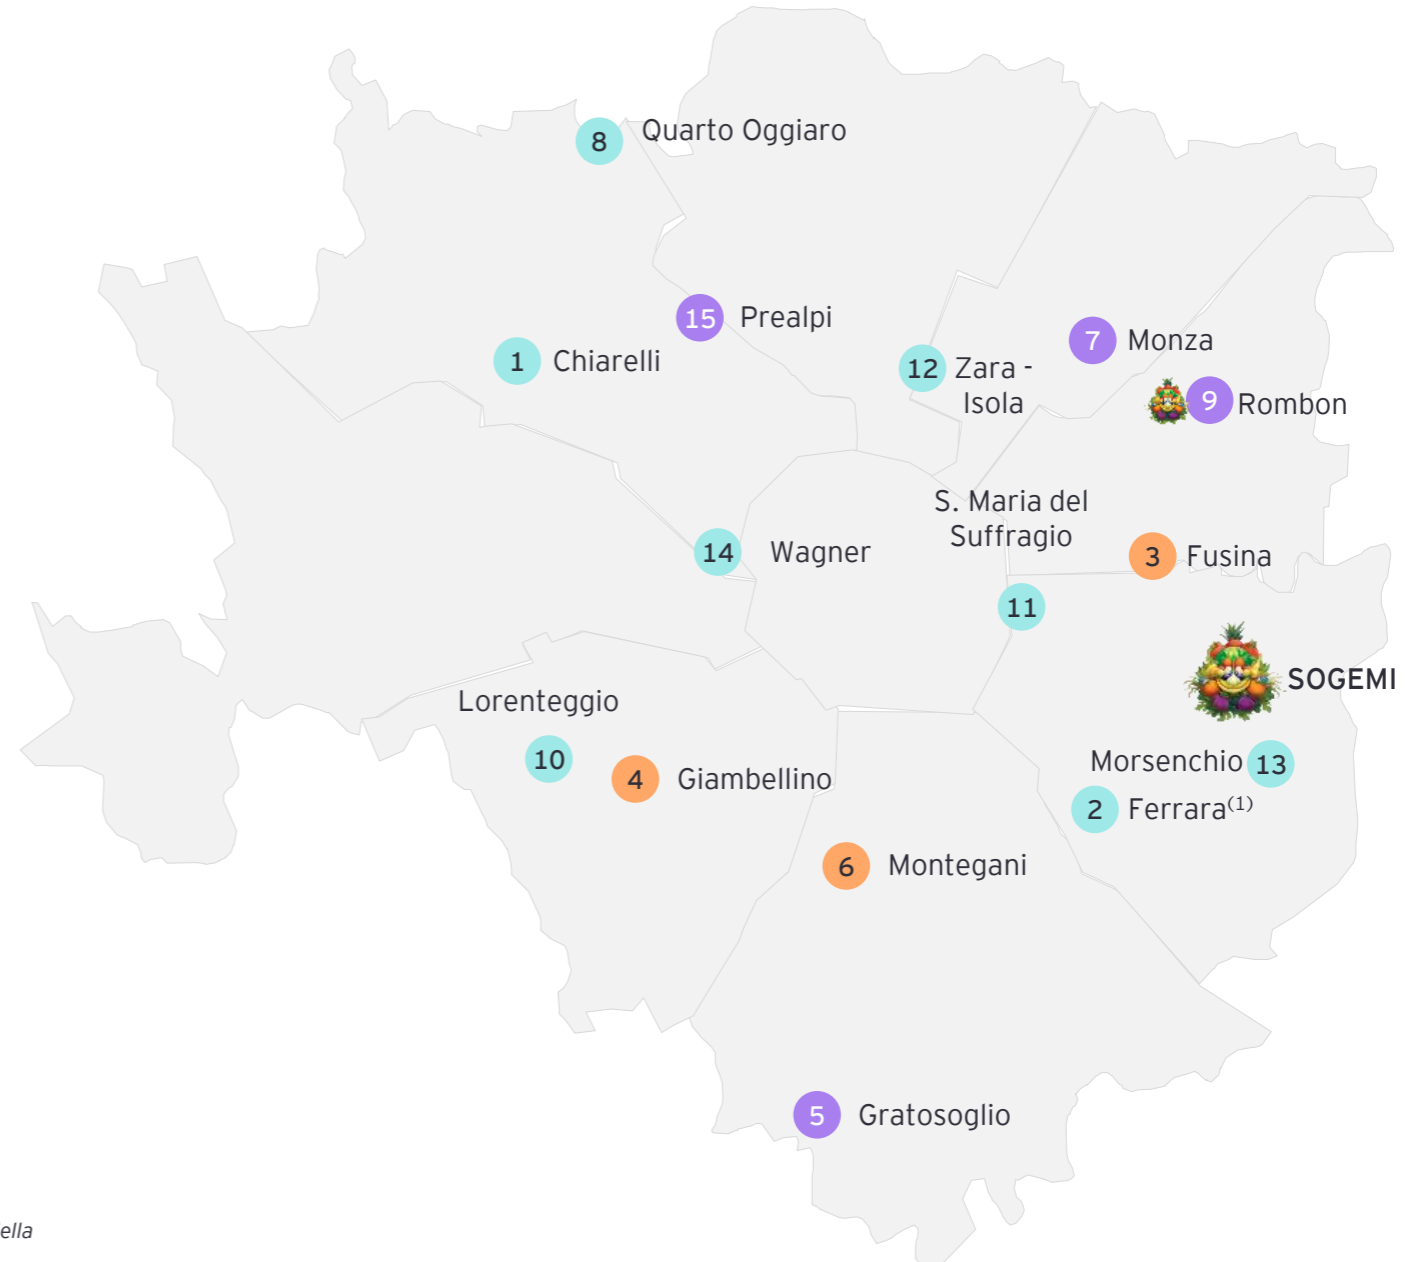 8 Quarto Oggiaro
15 Prealpi
1 Chiarelli
7 Monza
12 Zara -
Isola
9 Rombon
S. Maria del
Suffragio
14 Wagner
3 Fusina
11
SOGEMI
Lorenteggio
10
4 Giambellino
Morsenchio 13
2 Ferrara(1)
6 Montegani
5 Gratosoglio
ella